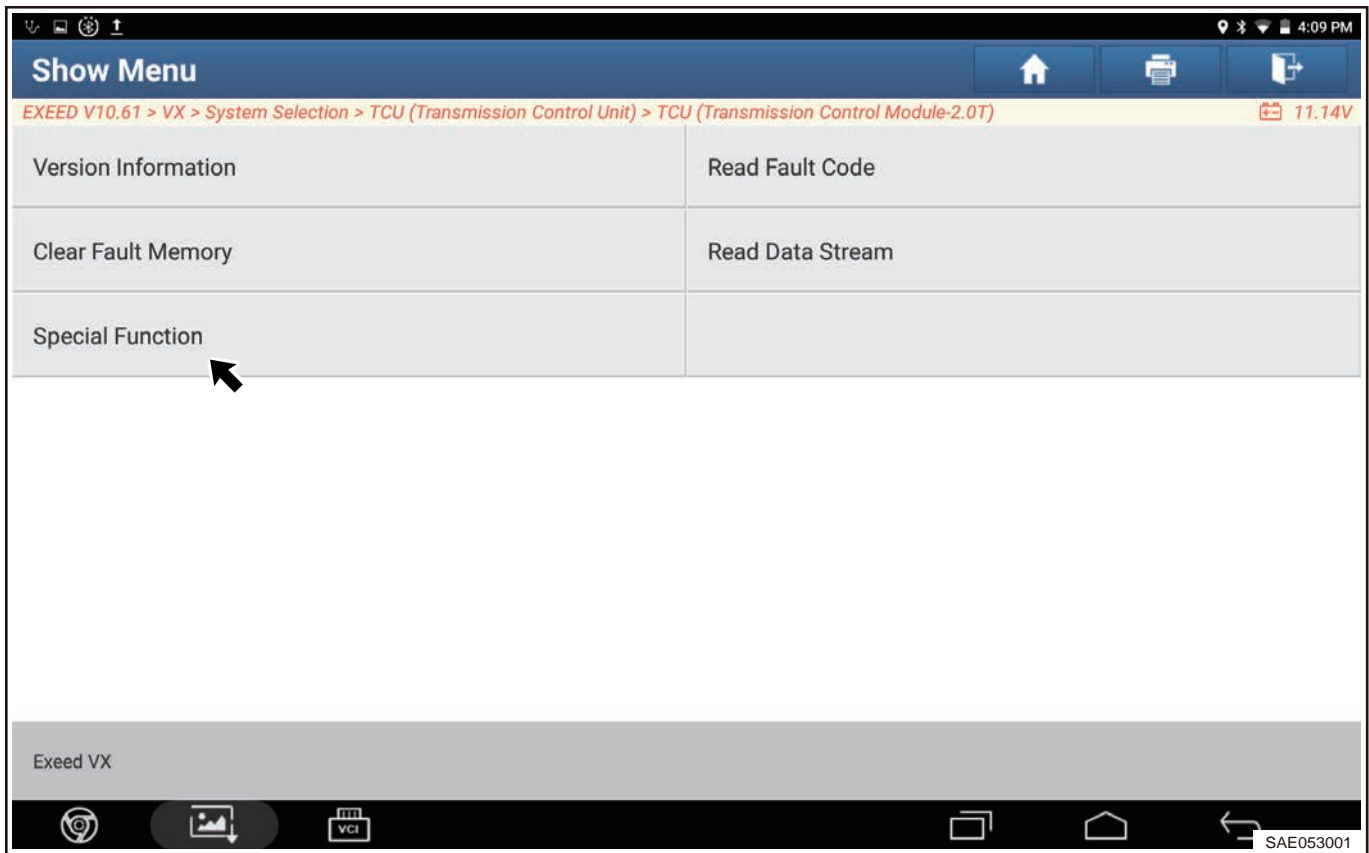 4:09 PM
Show Menu
EXEED V10.61 > VX > System Selection > TCU (Transmission Control Unit) > TCU (Transmission Control Module-2.0T)
11.14V
Version Information
Read Fault Code
Clear Fault Memory
Read Data Stream
Special Function
Exeed VX
VCI
SAE053001